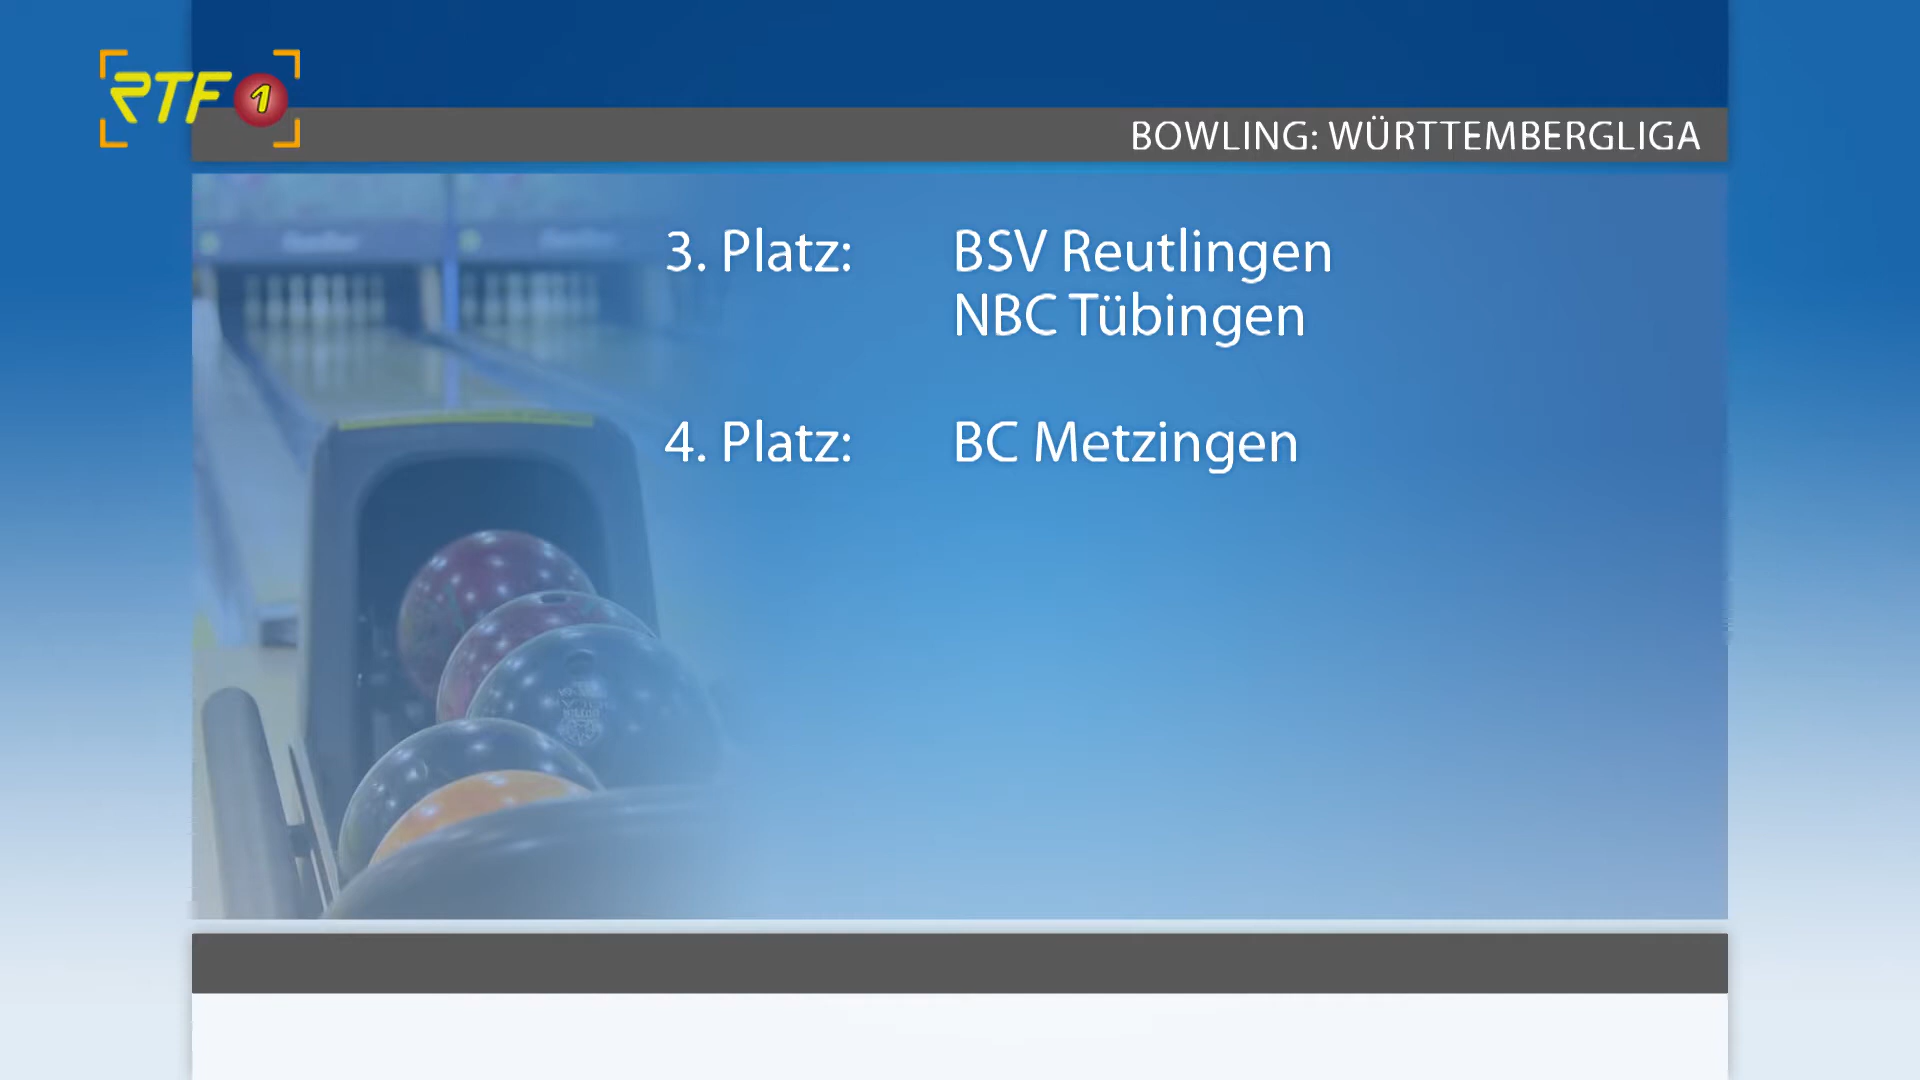 RTF 1
BOWLING: WÜRTTEMBERGLIGA
3. Platz: BSV Reutlingen
NBC Tübingen
4. Platz: BC Metzingen